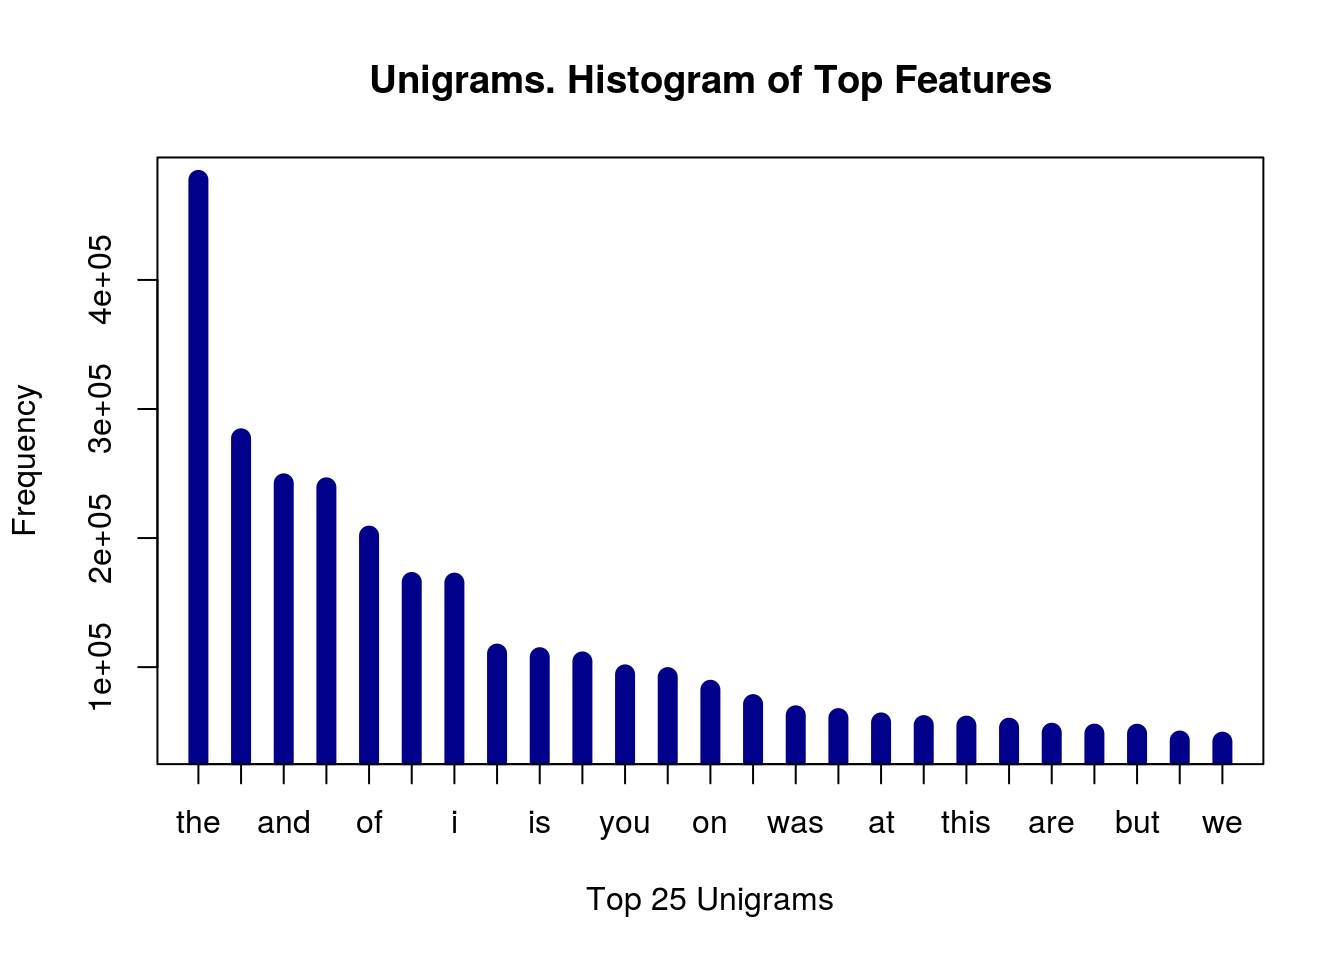 Unigrams. Histogram of Top Features
Frequency
4e+05
3e+05
2e+05
1e+05
the and of i is you on was at this are but we
Top 25 Unigrams